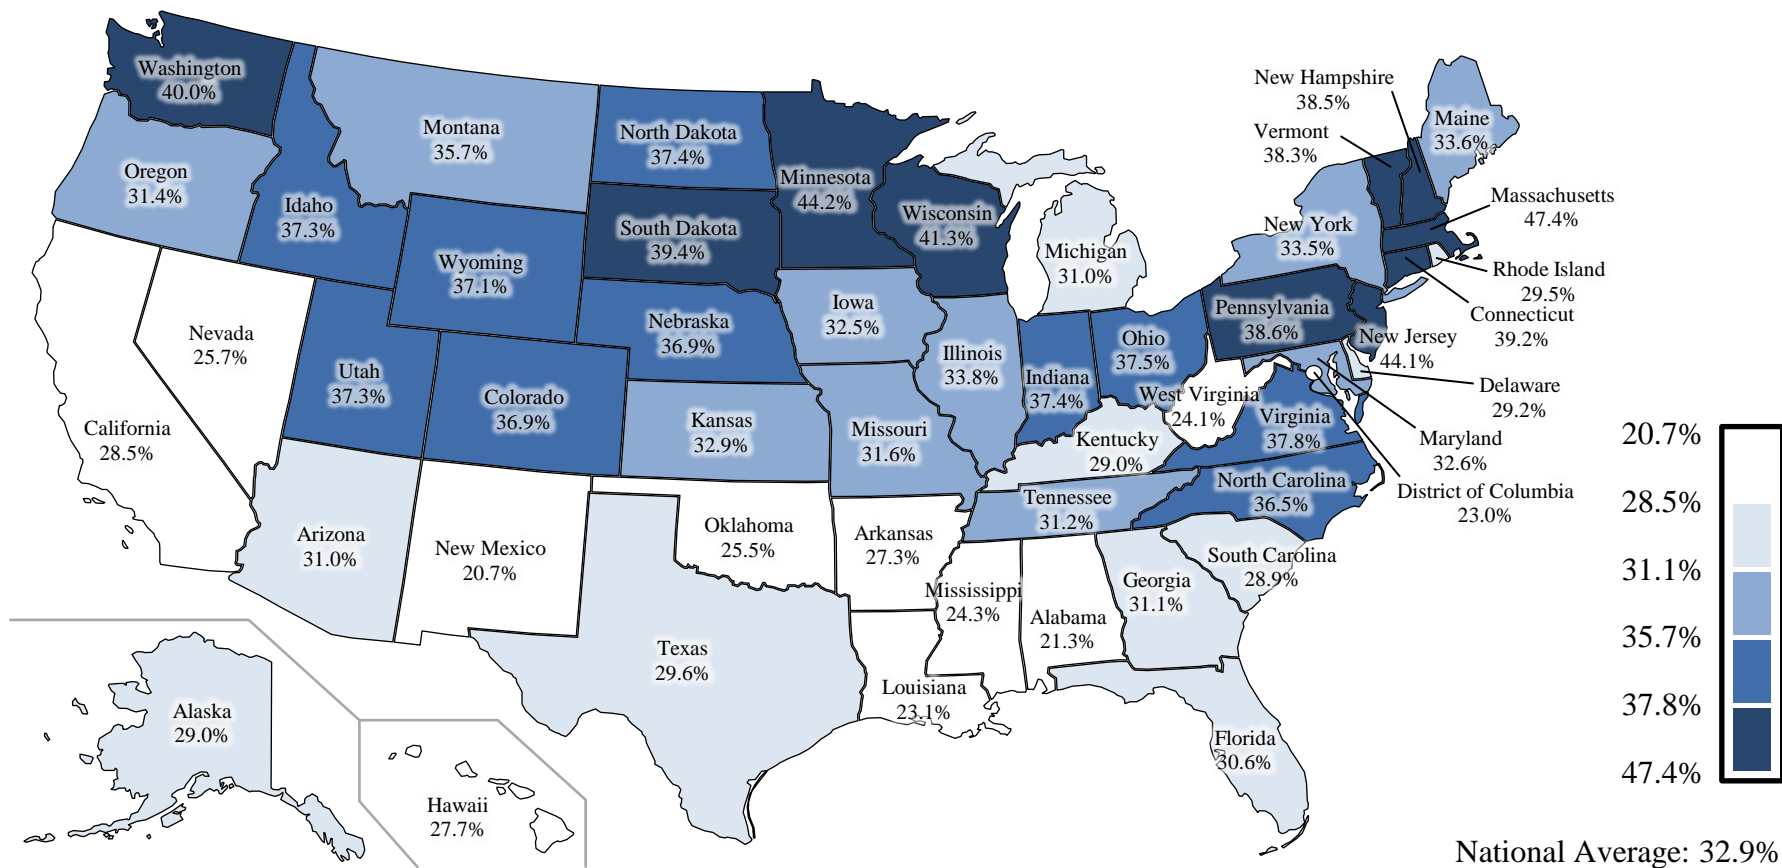 Washington
40.0%
Oregon
31.4%
Idaho
37.3%
Montana
35.7%
Wyoming
37.1%
North Dakota
37.4%
South Dakota
39.4%
Minnesota
44.2%
Wisconsin
41.3%
Michigan
31.0%
New York
33.5%
New Hampshire
38.5%
Vermont
38.3%
Maine
33.6%
Massachusetts
47.4%
Rhode Island
29.5%
Connecticut
39.2%
New Jersey
44.1%
Pennsylvania
38.6%
Delaware
29.2%
Maryland
32.6%
District of Columbia
23.0%
Nevada
25.7%
California
28.5%
Utah
37.3%
Colorado
36.9%
Nebraska
36.9%
Iowa
32.5%
Illinois
33.8%
Indiana
37.4%
Ohio
37.5%
West Virginia
24.1%
Virginia
37.8%
Kansas
32.9%
Missouri
31.6%
Kentucky
29.0%
North Carolina
36.5%
Tennessee
31.2%
South Carolina
28.9%
Arizona
31.0%
New Mexico
20.7%
Oklahoma
25.5%
Arkansas
27.3%
Mississippi
24.3%
Alabama
21.3%
Georgia
31.1%
Texas
29.6%
Louisiana
23.1%
Florida
30.6%
Alaska
29.0%
Hawaii
27.7%
20.7%
28.5%
31.1%
35.7%
37.8%
47.4%
National Average: 32.9%